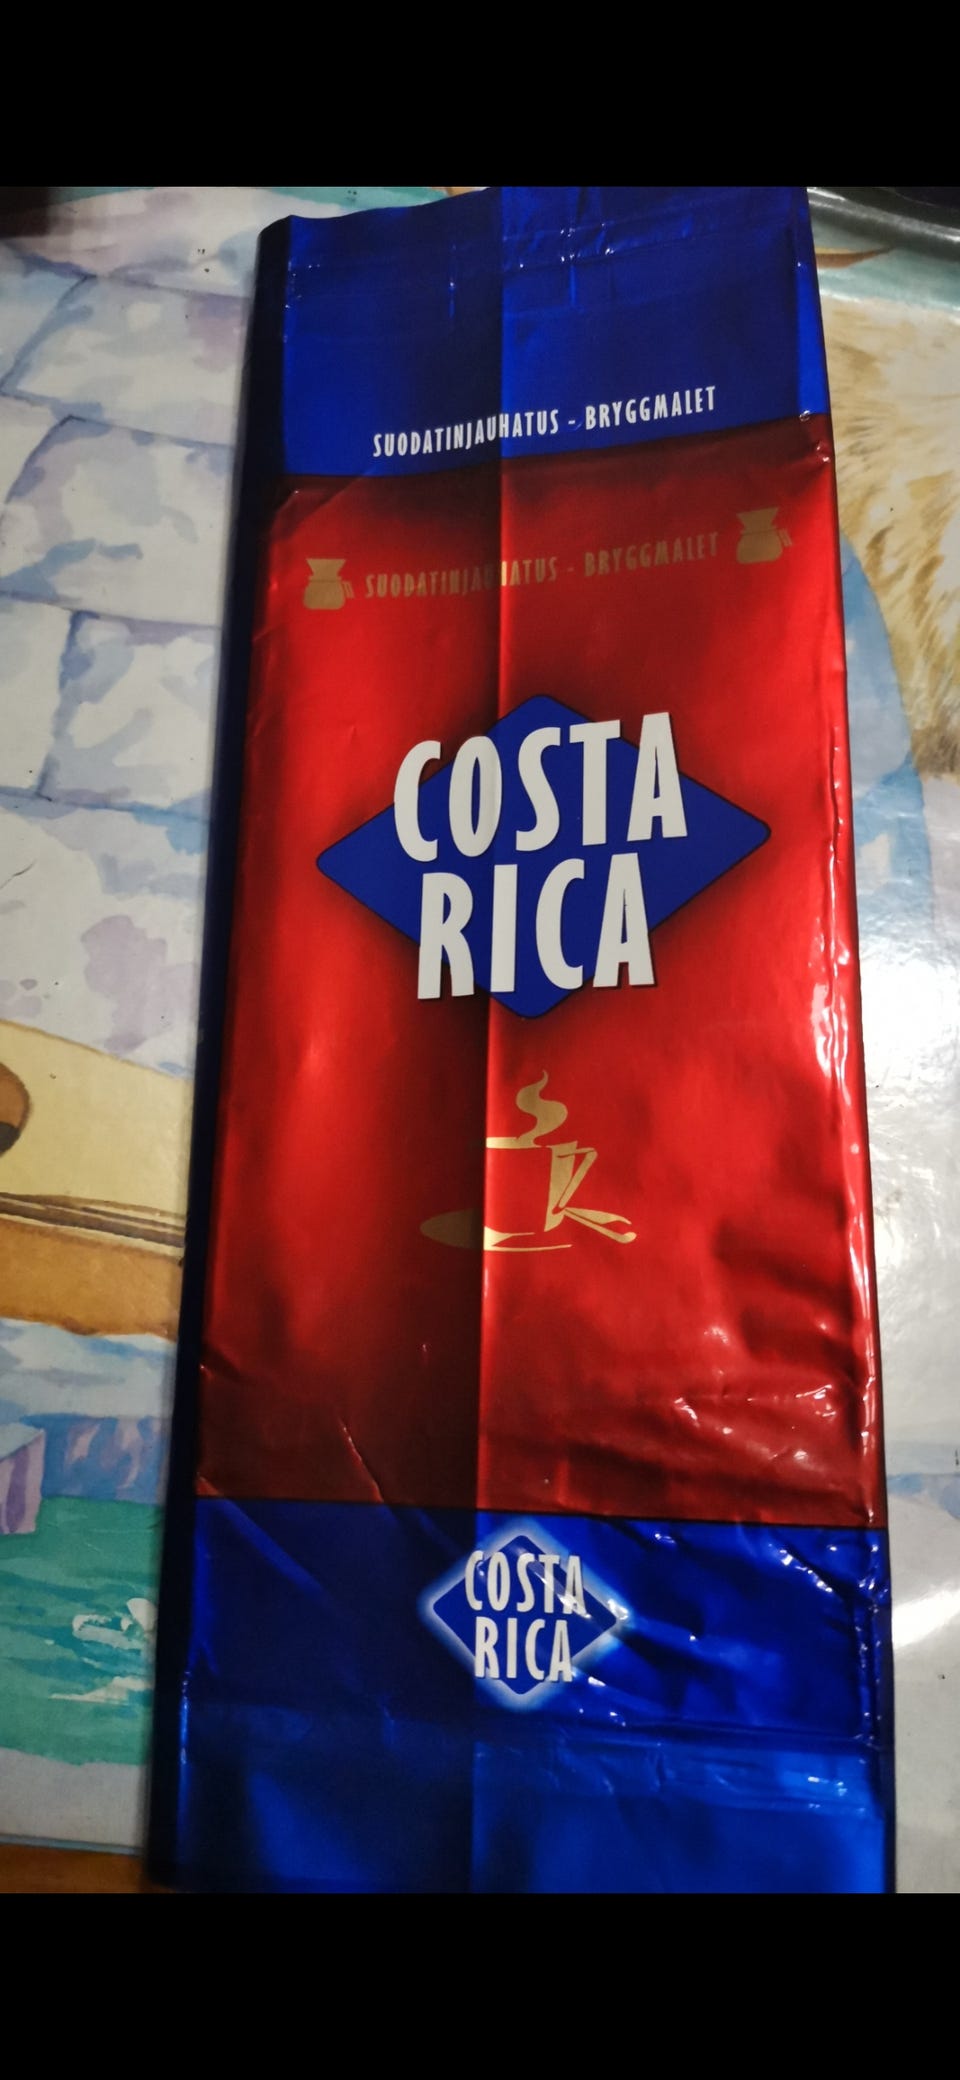 SUODATINJAUHATUS - BRYGGMALET
SUODATINJAUHATUS - BRYGGMALET
COSTA
RICA
COSTA
RICA